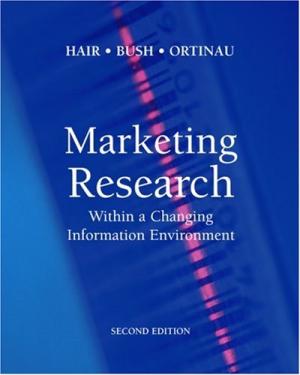 HAIR • BUSH • ORTINAU
Marketing
Research
Within a Changing
Information Environment
SECOND EDITION